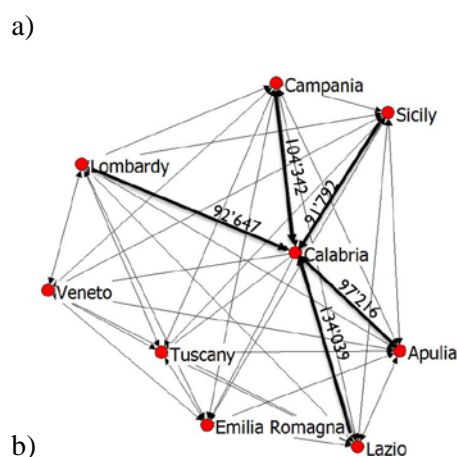 a)
Campania
Sicily
104'342
91'792
Lombardy
92'647
Calabria
Veneto
97'216
134'039
Tuscany
Apulia
Emilia Romagna
Lazio
b)